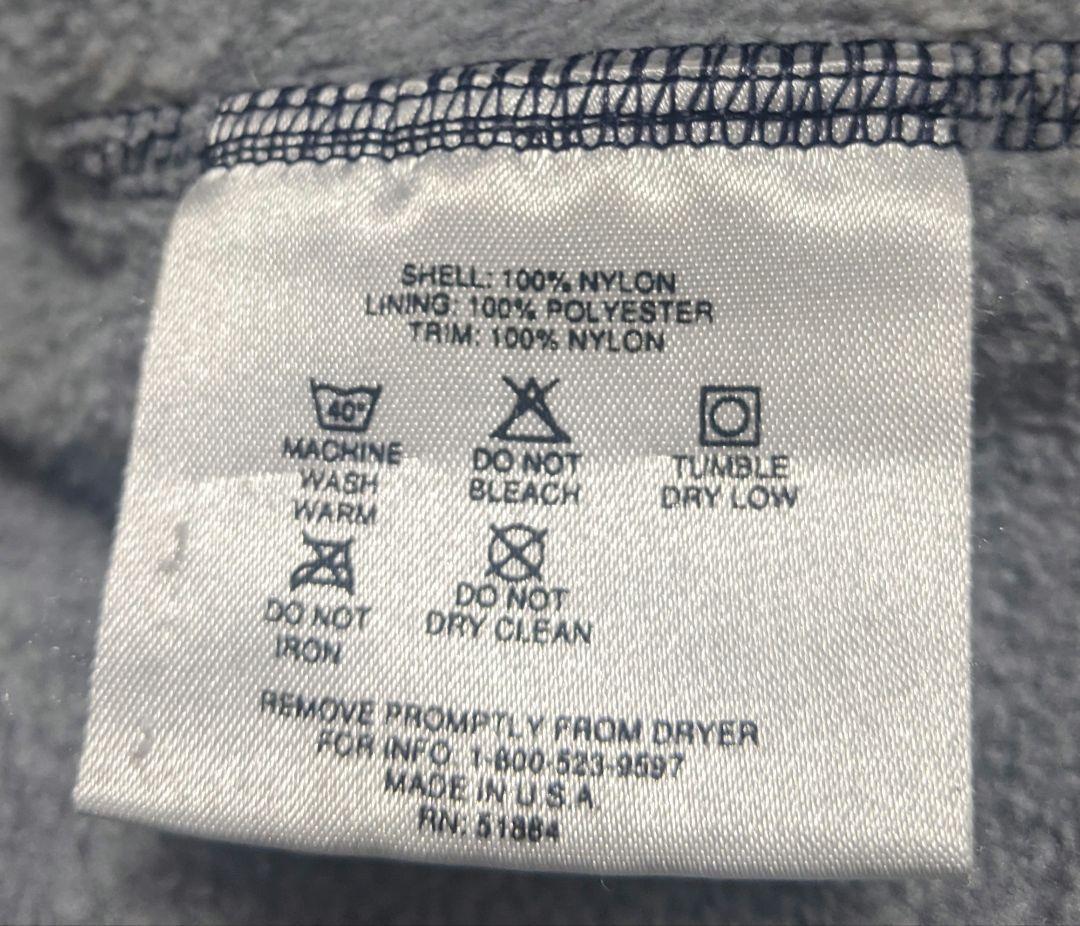 SHELL: 100% NYLON
LINING: 100% POLYESTER
TRIM: 100% NYLON
40°
MACHINE WASH WARM
DO NOT BLEACH
TUMBLE DRY LOW
DO NOT IRON
DO NOT DRY CLEAN
REMOVE PROMPTLY FROM DRYER
FOR INFO 1-800-523-9597
MADE IN U.S.A.
RN: 51884